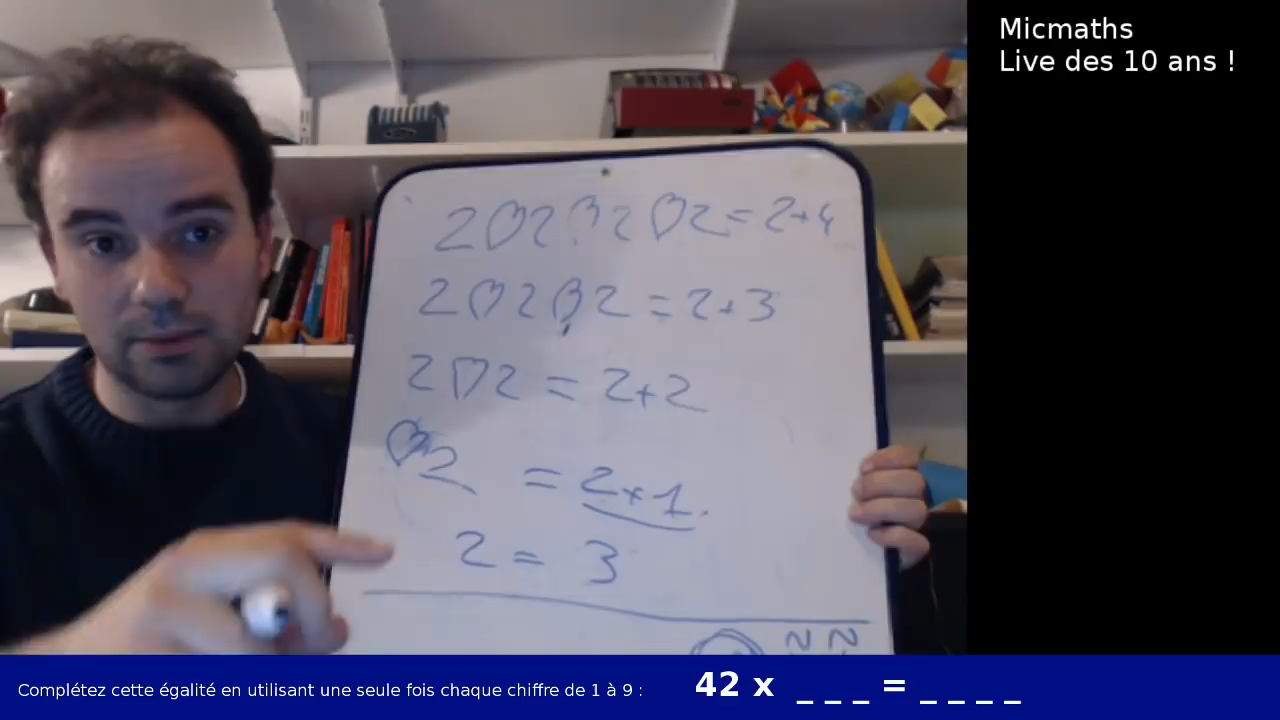 Micmaths
Live des 10 ans !
2♡2♡2♡2=2+4
2♡2♡2=2+3
2♡2=2+2
2=2+1.
2=3
Complétez cette égalité en utilisant une seule fois chaque chiffre de 1 à 9 :
42 x _ _ _ = _ _ _ _